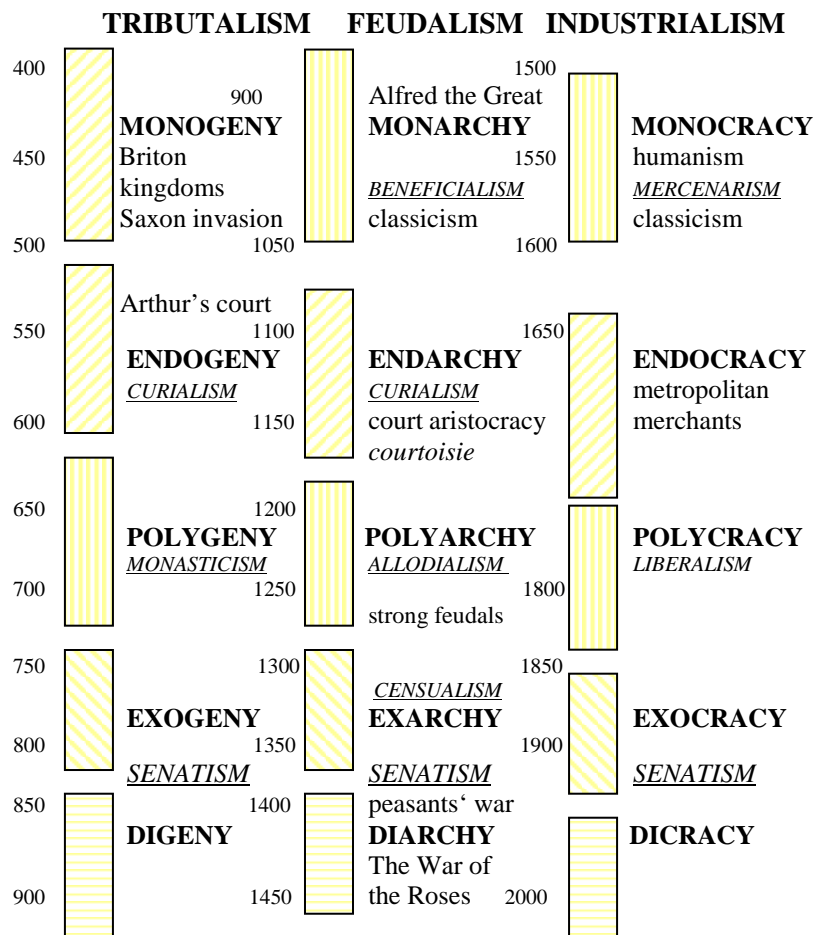 TRIBUTALISM FEUDALISM INDUSTRIALISM
400 1500
900 Alfred the Great
MONOGENY MONARCHY MONOCRACY
450 Briton 1550 humanism
kingdoms BENEFICIALISM MERCENARISM
Saxon invasion classicism classicism
500 1050 1600
Arthur's court
550 1100 1650
ENDOGENY ENDARCHY ENDOCRACY
CURIALISM CURIALISM metropolitan
600 1150 court aristocracy merchants
courtoisie
650 1200
POLYGENY POLYARCHY POLYCRACY
MONASTICISM ALLODIALISM LIBERALISM
700 1250 1800
strong feudals
750 1300 1850
CENSUALISM
EXOGENY EXARCHY EXOCRACY
800 1350 1900
SENATISM SENATISM SENATISM
850 1400 peasants‘ war
DIGENY DIARCHY DICRACY
The War of
900 1450 the Roses 2000